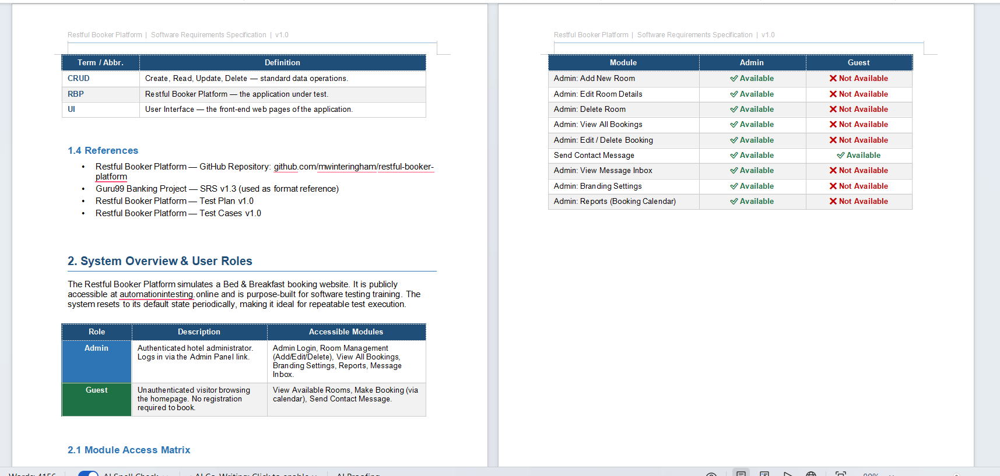 Restful Booker Platform | Software Requirements Specification | v1.0
Term / Abbr. Definition
CRUD Create, Read, Update, Delete — standard data operations.
RBP Restful Booker Platform — the application under test.
UI User Interface — the front-end web pages of the application.
1.4 References
• Restful Booker Platform — GitHub Repository: github.com/mwinteringham/restful-booker-
platform
• Guru99 Banking Project — SRS v1.3 (used as format reference)
• Restful Booker Platform — Test Plan v1.0
• Restful Booker Platform — Test Cases v1.0
2. System Overview & User Roles
The Restful Booker Platform simulates a Bed & Breakfast booking website. It is publicly
accessible at automationintesting.online and is purpose-built for software testing training. The
system resets to its default state periodically, making it ideal for repeatable test execution.
Role Description Accessible Modules
Admin
Authenticated hotel administrator.
Logs in via the Admin Panel link.
Admin Login, Room Management
(Add/Edit/Delete), View All Bookings,
Branding Settings, Reports, Message
Inbox.
Guest
Unauthenticated visitor browsing
the homepage. No registration
required to book.
View Available Rooms, Make Booking (via
calendar), Send Contact Message.
2.1 Module Access Matrix
Restful Booker Platform | Software Requirements Specification | v1.0
Module Admin Guest
Admin: Add New Room ✅ Available ❌ Not Available
Admin: Edit Room Details ✅ Available ❌ Not Available
Admin: Delete Room ✅ Available ❌ Not Available
Admin: View All Bookings ✅ Available ❌ Not Available
Admin: Edit / Delete Booking ✅ Available ❌ Not Available
Send Contact Message ✅ Available ✅ Available
Admin: View Message Inbox ✅ Available ❌ Not Available
Admin: Branding Settings ✅ Available ❌ Not Available
Admin: Reports (Booking Calendar) ✅ Available ❌ Not Available
Words: 4156 AI Spell Check AI Co-Writing: Click to enable AI Proofing 90%